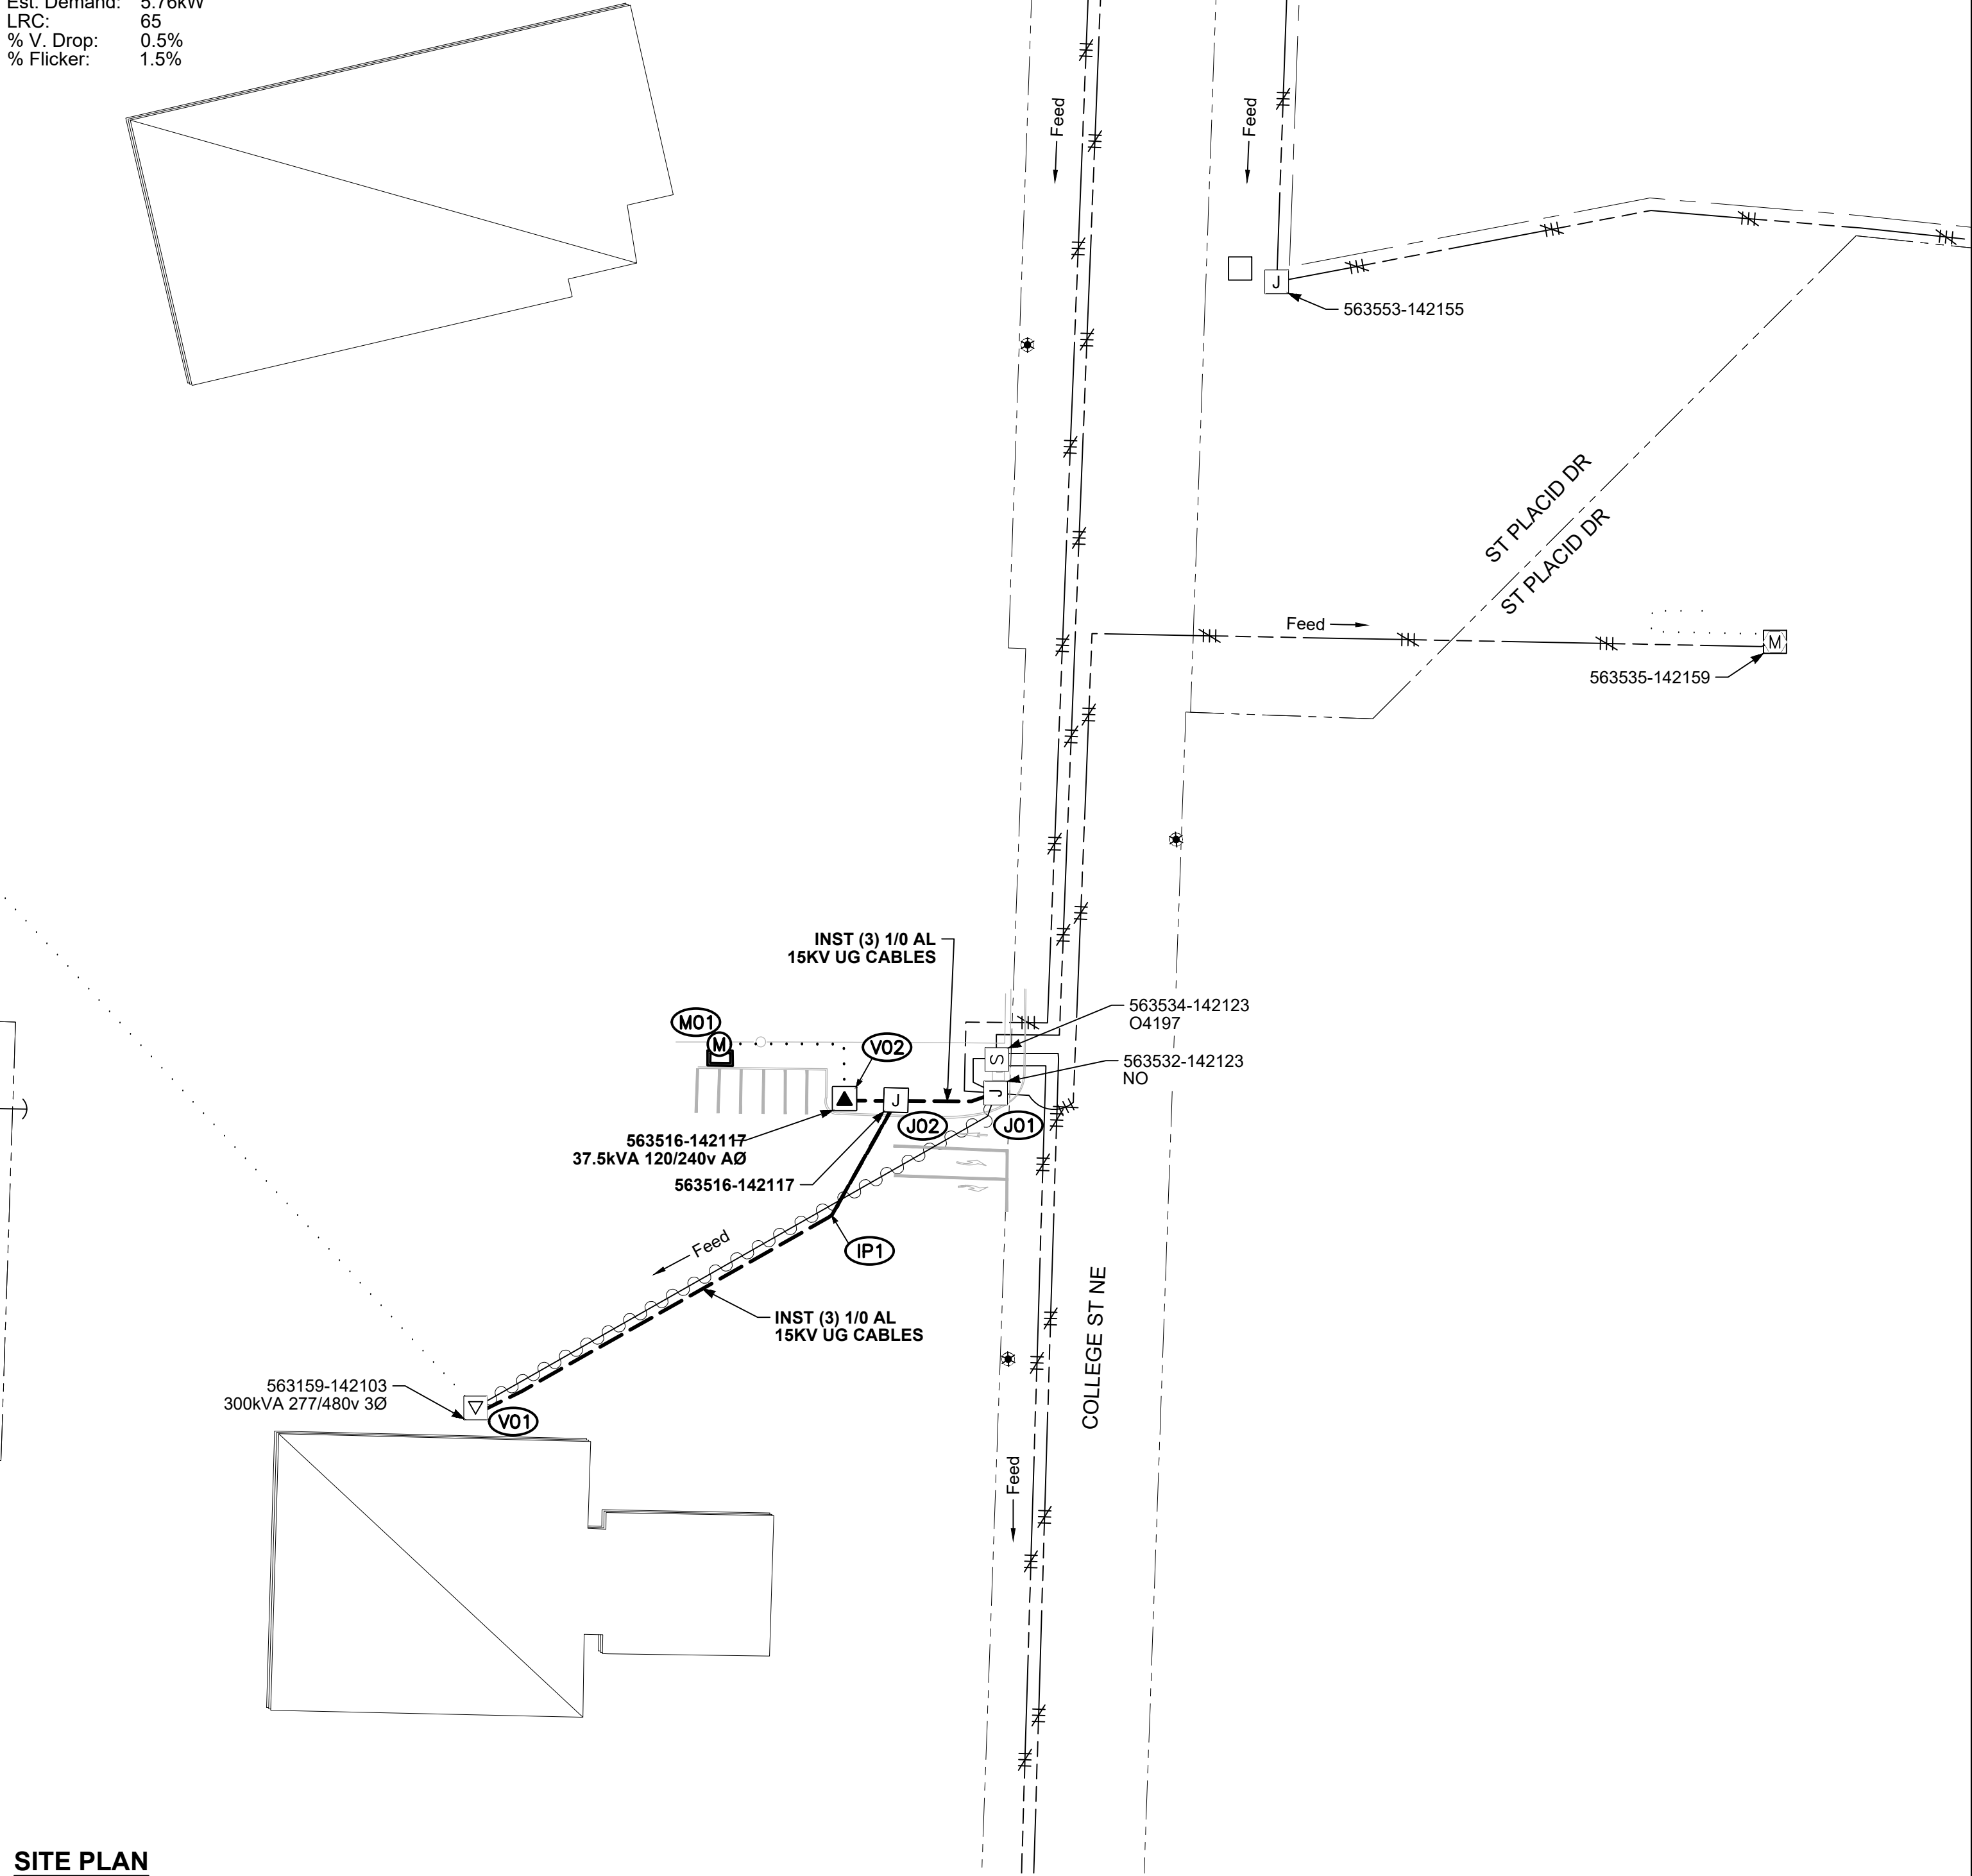 Est. Demand: 5.76kW
LRC: 65
% V. Drop: 0.5%
% Flicker: 1.5%
Feed
Feed
J
563553-142155
ST PLACID DR
ST PLACID DR
Feed
M
563535-142159
INST (3) 1/0 AL
15KV UG CABLES
563534-142123
O4197
M01
M
V02
S
563532-142123
NO
J
J
J02
J01
563516-142117
37.5kVA 120/240v AØ
563516-142117
Feed
IP1
INST (3) 1/0 AL
15KV UG CABLES
COLLEGE ST NE
563159-142103
300kVA 277/480v 3Ø
V01
Feed
SITE PLAN